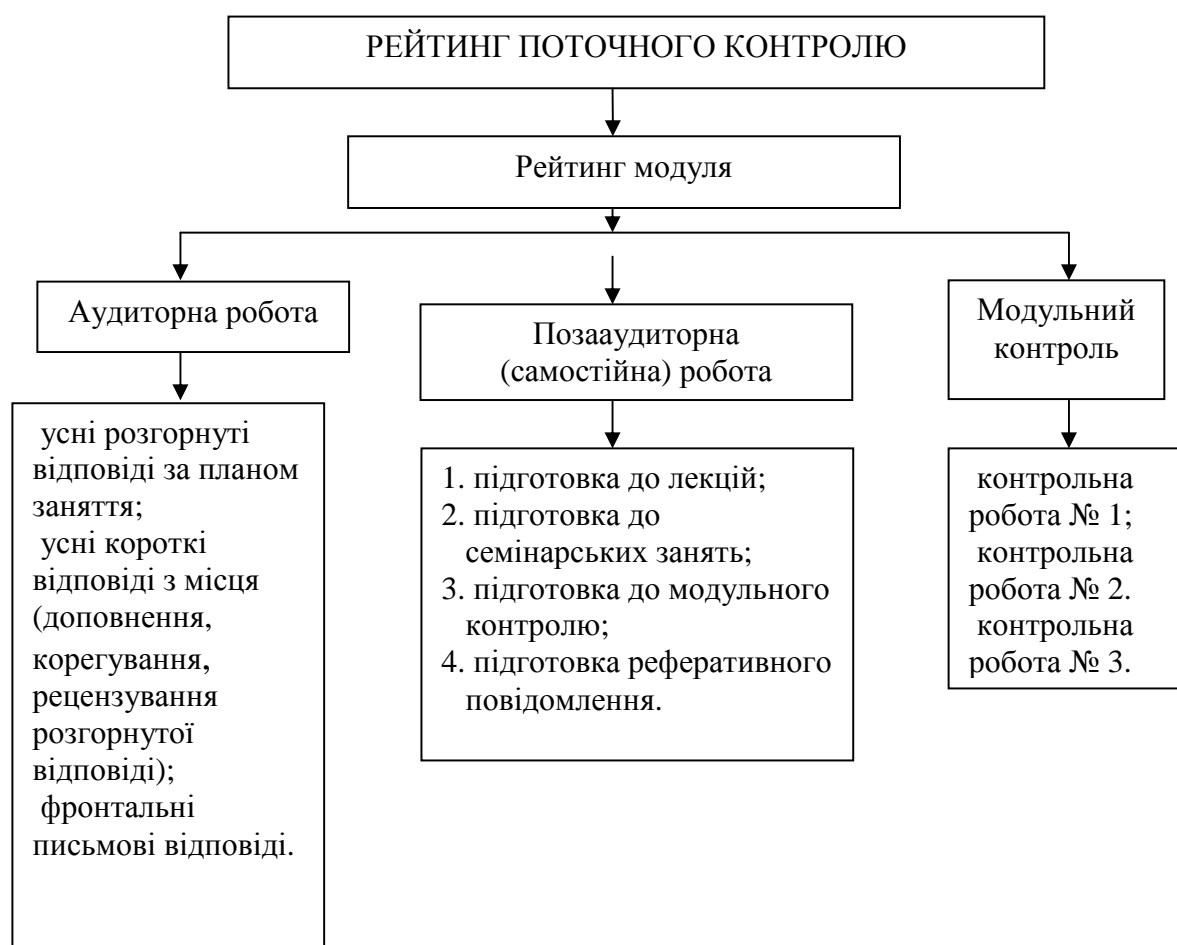 РЕЙТИНГ ПОТОЧНОГО КОНТРОЛЮ
Рейтинг модуля
Аудиторна робота
Позааудиторна
(самостійна) робота
Модульний
контроль
усні розгорнуті
відповіді за планом
заняття;
усні короткі
відповіді з місця
(доповнення,
корегування,
рецензування
розгорнутої
відповіді);
фронтальні
письмові відповіді.
1. підготовка до лекцій;
2. підготовка до
семінарських занять;
3. підготовка до модульного
контролю;
4. підготовка реферативного
повідомлення.
контрольна
робота № 1;
контрольна
робота № 2.
контрольна
робота № 3.